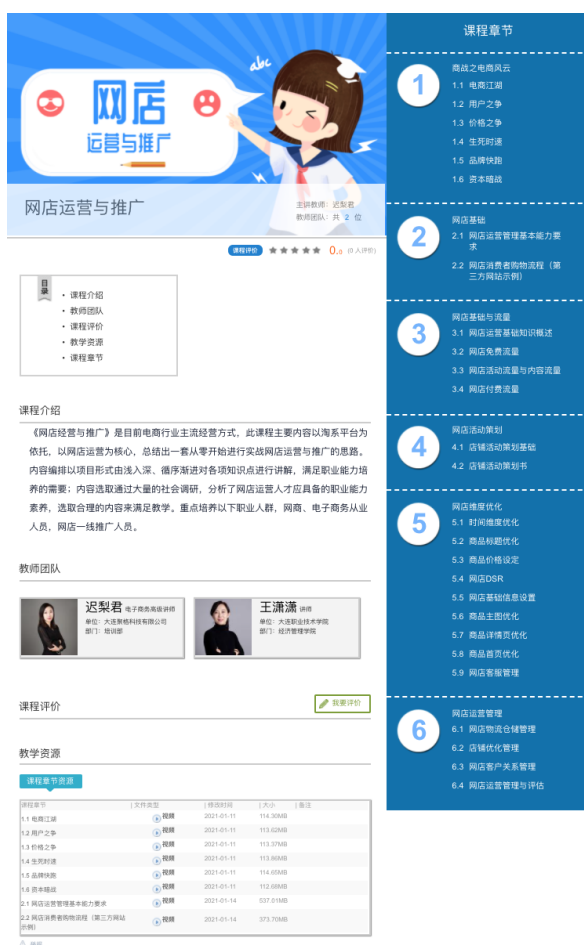 abc
网店
运营与推广
网店运营与推广
主讲教师: 迟梨君
教师团队: 共 2 位
课程评价
0.0 (0 人评价)
目录
课程介绍
教师团队
课程评价
教学资源
课程章节
课程介绍
《网店经营与推广》是目前电商行业主流经营方式，此课程主要内容以淘系平台为
依托，以网店运营为核心，总结出一套从零开始进行实战网店运营与推广的思路。
内容编排以项目形式由浅入深、循序渐进对各项知识点进行讲解，满足职业能力培
养的需要；内容选取通过大量的社会调研，分析了网店运营人才应具备的职业能力
素养，选取合理的内容来满足教学。重点培养以下职业人群，网商、电子商务从业
人员，网店一线推广人员。
教师团队
迟梨君 电子商务高级讲师
单位: 大连聚格科技有限公司
部门: 培训部
王潇潇 讲师
单位: 大连职业技术学院
部门: 经济管理学院
课程评价
我要评价
教学资源
课程章节资源
课程章节 |文件类型 |修改时间 |大小 |备注
1.1 电商江湖 视频 2021-01-11 114.30MB
1.2 用户之争 视频 2021-01-11 113.62MB
1.3 价格之争 视频 2021-01-11 113.37MB
1.4 生死时速 视频 2021-01-11 113.86MB
1.5 品牌快跑 视频 2021-01-11 114.65MB
1.6 资本暗战 视频 2021-01-11 112.68MB
2.1 网店运营管理基本能力要求 视频 2021-01-14 537.01MB
2.2 网店消费者购物流程（第三方网站 视频 2021-01-14 373.70MB
示例）
课程章节
1
商战之电商风云
1.1 电商江湖
1.2 用户之争
1.3 价格之争
1.4 生死时速
1.5 品牌快跑
1.6 资本暗战
2
网店基础
2.1 网店运营管理基本能力要
求
2.2 网店消费者购物流程（第
三方网站示例）
3
网店基础与流量
3.1 网店运营基础知识概述
3.2 网店免费流量
3.3 网店活动流量与内容流量
3.4 网店付费流量
4
网店活动策划
4.1 店铺活动策划基础
4.2 店铺活动策划书
5
网店维度优化
5.1 时间维度优化
5.2 商品标题优化
5.3 商品价格设定
5.4 网店DSR
5.5 网店基础信息设置
5.6 商品主图优化
5.7 商品详情页优化
5.8 商品首页优化
5.9 网店客服管理
6
网店运营管理
6.1 网店物流仓储管理
6.2 店铺优化管理
6.3 网店客户关系管理
6.4 网店运营管理与评估